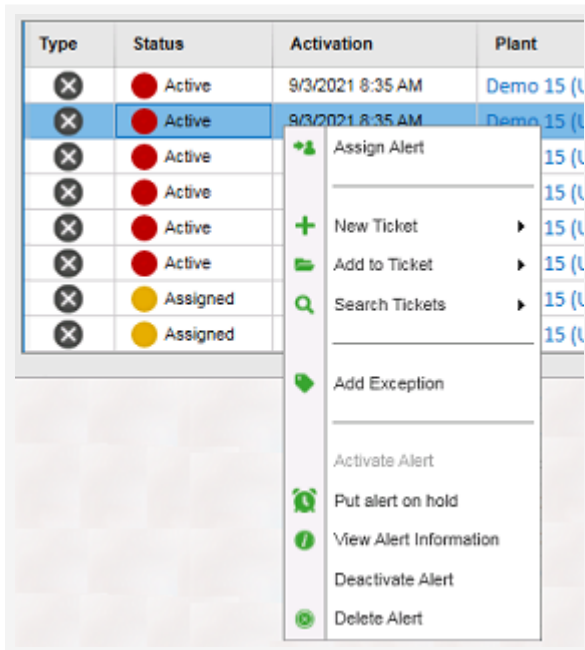 Type Status Activation Plant
Active 9/3/2021 8:35 AM Demo 15 (U
Active 9/3/2021 8:35 AM Demo 15 (U
Active 15 (U
Active 15 (U
Active 15 (U
Active 15 (U
Assigned 15 (U
Assigned 15 (U
Assign Alert
New Ticket
Add to Ticket
Search Tickets
Add Exception
Activate Alert
Put alert on hold
View Alert Information
Deactivate Alert
Delete Alert